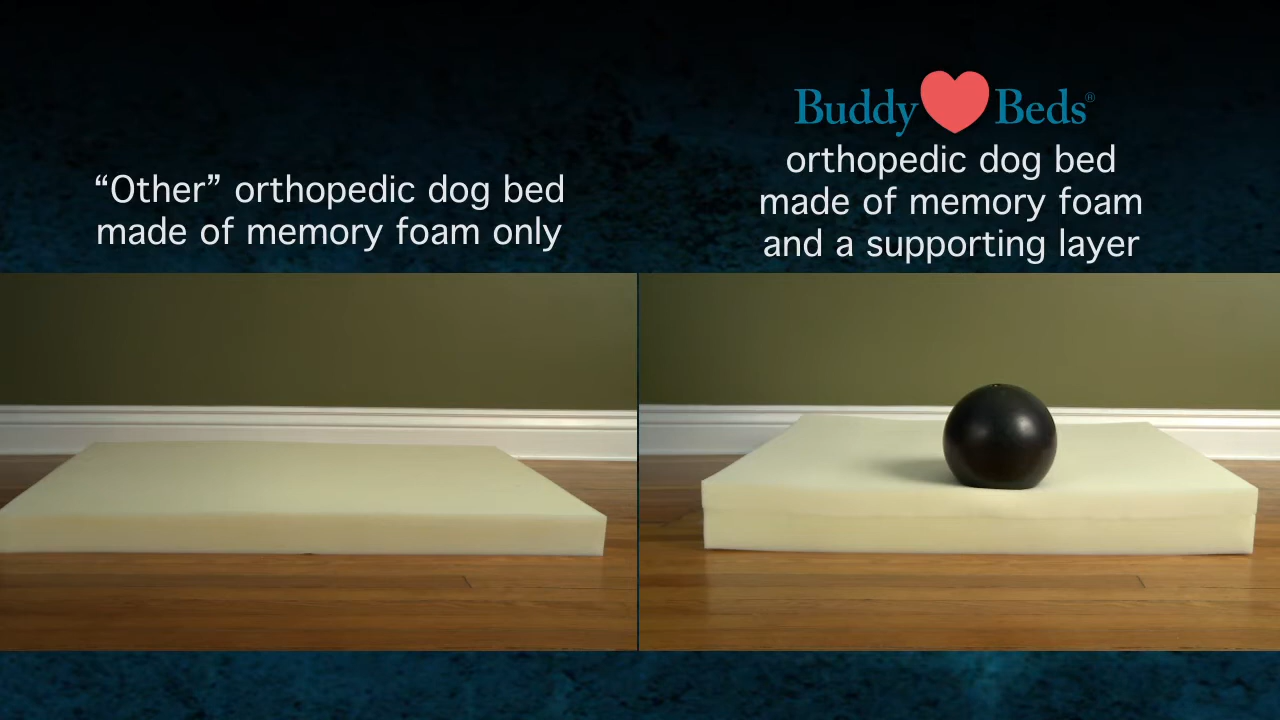 “Other” orthopedic dog bed
made of memory foam only
Buddy Beds®
orthopedic dog bed
made of memory foam
and a supporting layer